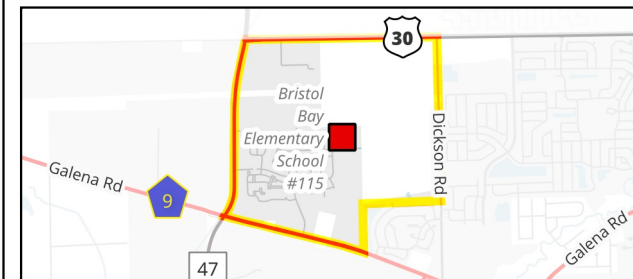 30
Bristol
Bay
Elementary
School
#115
Dickson Rd
Galena Rd
9
Galena Rd
47